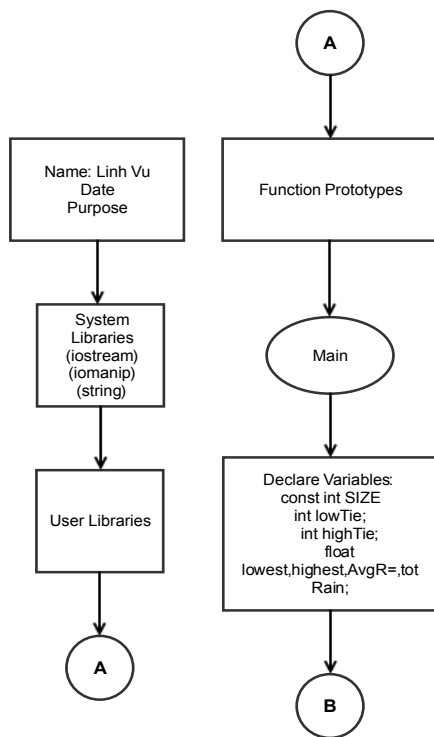 Name: Linh Vu
Date
Purpose
System
Libraries
(iostream)
(iomanip)
(string)
User Libraries
A
A
Function Prototypes
Main
Declare Variables:
const int SIZE
int lowTie;
int highTie;
float
lowest,highest,AvgR=,tot
Rain;
B